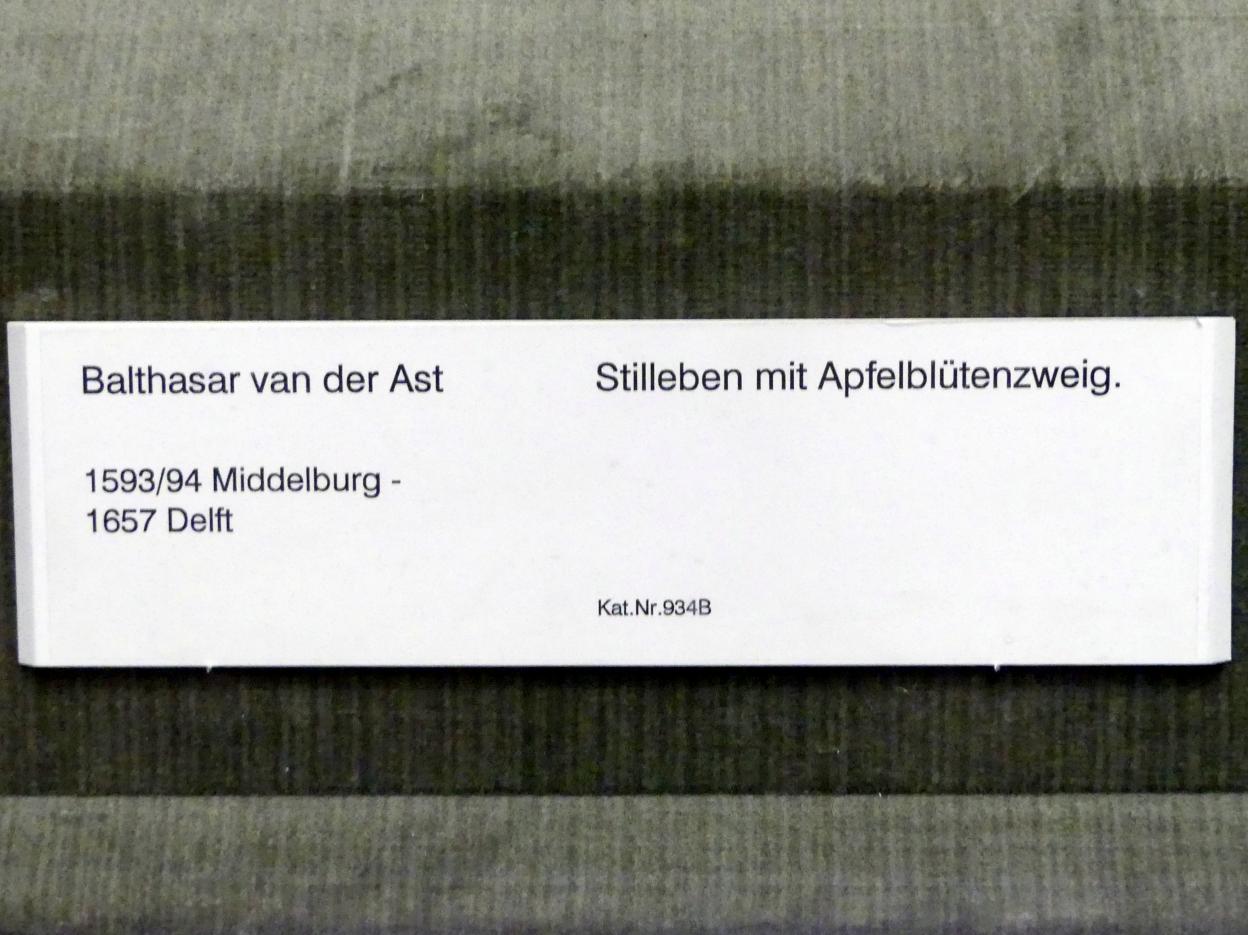 Balthasar van der Ast
1593/94 Middelburg -
1657 Delft
Stilleben mit Apfelblütenzweig.
Kat.Nr.934B